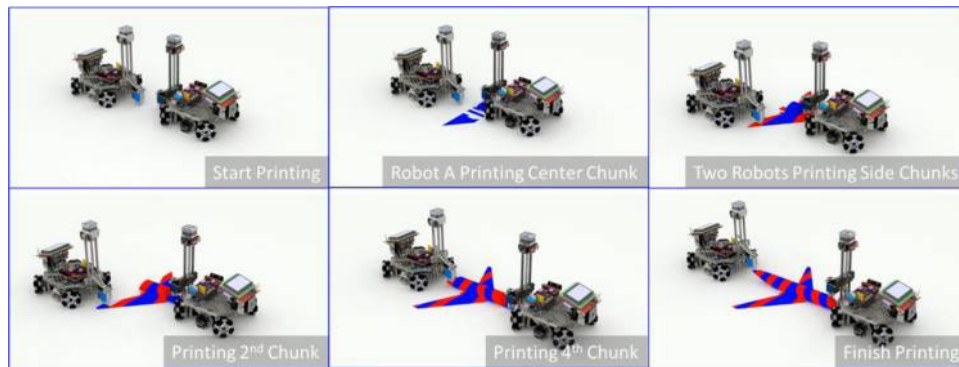 Start Printing
Robot A Printing Center Chunk
Two Robots Printing Side Chunks
Printing 2nd Chunk
Printing 4th Chunk
Finish Printing